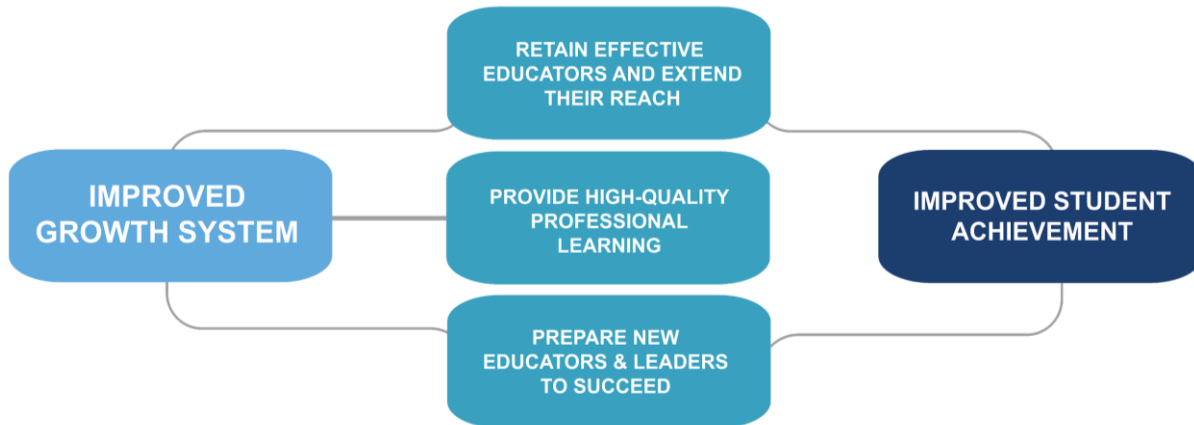 RETAIN EFFECTIVE
EDUCATORS AND EXTEND
THEIR REACH
IMPROVED
GROWTH SYSTEM
PROVIDE HIGH-QUALITY
PROFESSIONAL
LEARNING
IMPROVED STUDENT
ACHIEVEMENT
PREPARE NEW
EDUCATORS & LEADERS
TO SUCCEED